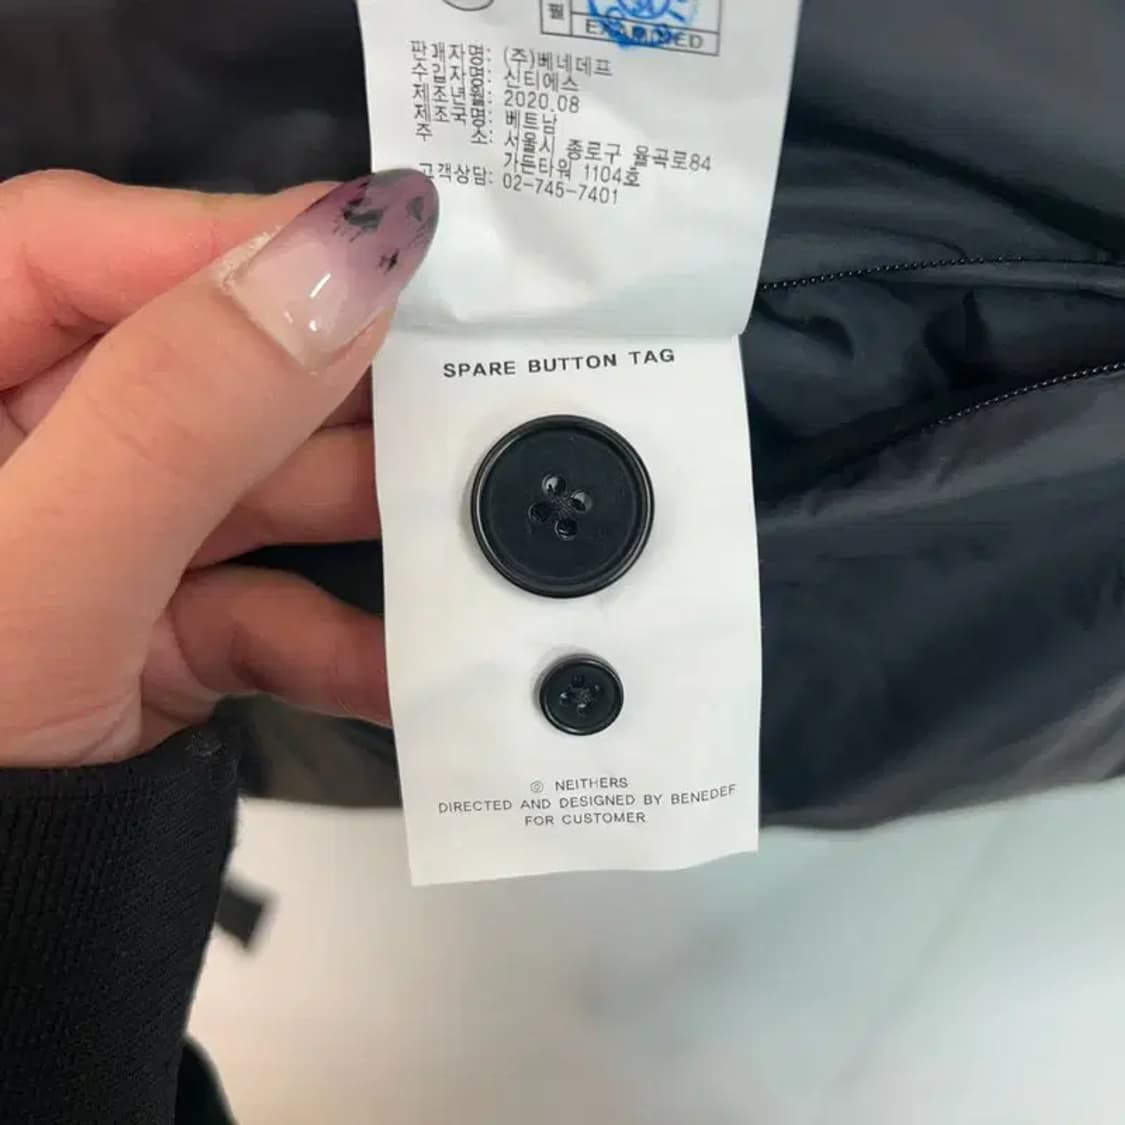 필
EXAMINED
판매자명: (주)베네데프
수입자명: 신티에스
제조년월: 2020.08
제조국명: 베트남
주 소: 서울시 종로구 율곡로84
가든타워 1104호
고객상담: 02-745-7401
SPARE BUTTON TAG
NEITHERS
DIRECTED AND DESIGNED BY BENEDEF
FOR CUSTOMER